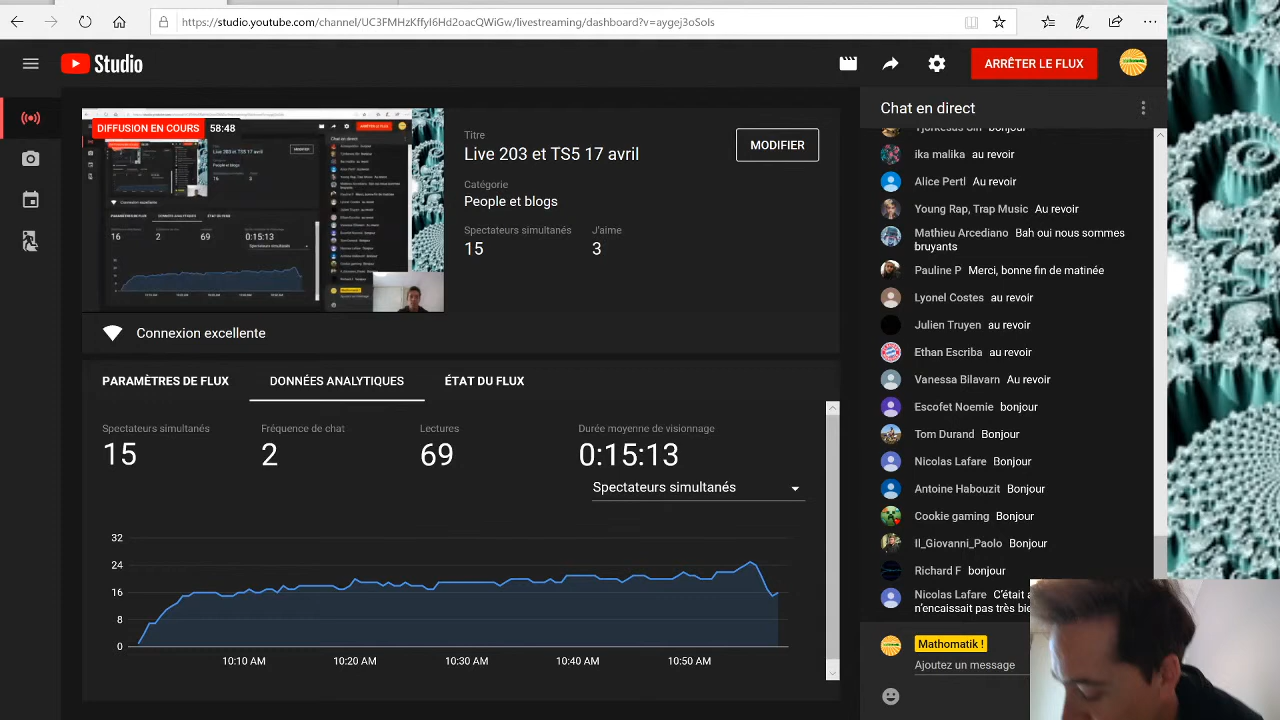 https://studio.youtube.com/channel/UC3FMHzKffyI6Hd2oacQWiGw/livestreaming/dashboard?v=aygej3oSoIs
Studio
ARRÊTER LE FLUX
DIFFUSION EN COURS 58:48
Titre
Live 203 et TS5 17 avril
MODIFIER
Catégorie
People et blogs
Spectateurs simultanés J'aime
15 3
Connexion excellente
PARAMÈTRES DE FLUX DONNÉES ANALYTIQUES ÉTAT DU FLUX
Spectateurs simultanés Fréquence de chat Lectures Durée moyenne de visionnage
15 2 69 0:15:13
Spectateurs simultanés
32
24
16
8
0
10:10 AM 10:20 AM 10:30 AM 10:40 AM 10:50 AM
Chat en direct
bonjour
ika malika au revoir
Alice Pertl Au revoir
Young Rap, Trap Music Au revoir
Mathieu Arcediano Bah oui nous sommes
bruyants
Pauline P Merci, bonne fin de matinée
Lyonel Costes au revoir
Julien Truyen au revoir
Ethan Escriba au revoir
Vanessa Bilavarn Au revoir
Escofet Noemie bonjour
Tom Durand Bonjour
Nicolas Lafare Bonjour
Antoine Habouzit Bonjour
Cookie gaming Bonjour
Il_Giovanni_Paolo Bonjour
Richard F bonjour
Nicolas Lafare C'était
n'encaissait pas très
Mathomatik !
Ajoutez un message